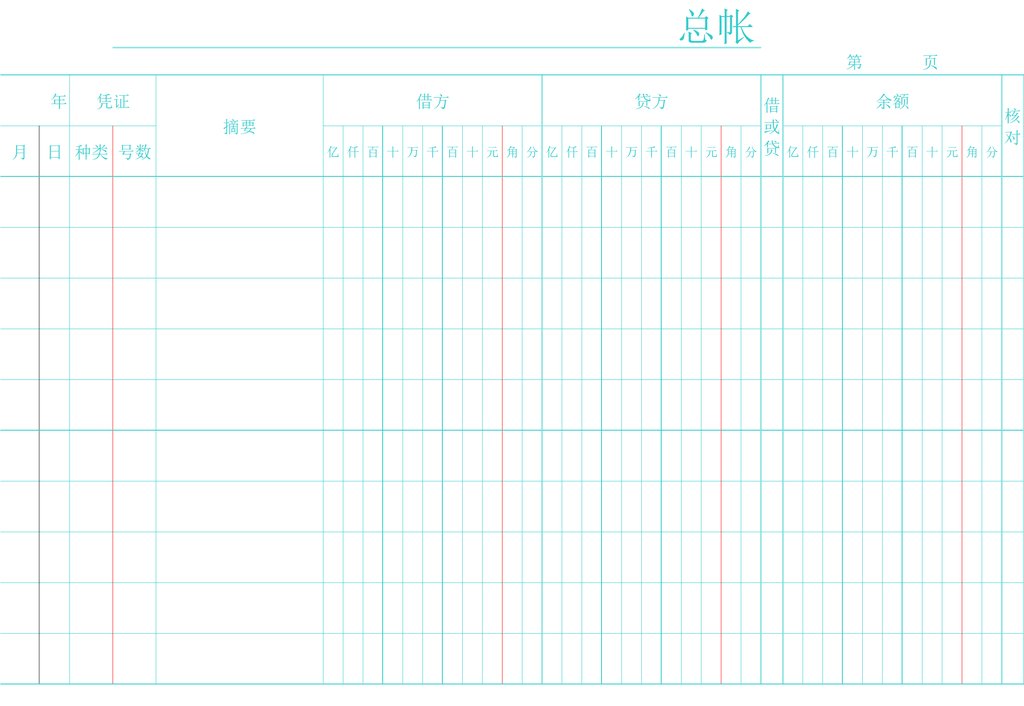 总帐
第 页
年 凭证 摘要 借方 贷方 借或贷 余额 核对
月 日 种类 号数 亿 仟 百 十 万 千 百 十 元 角 分 亿 仟 百 十 万 千 百 十 元 角 分 亿 仟 百 十 万 千 百 十 元 角 分